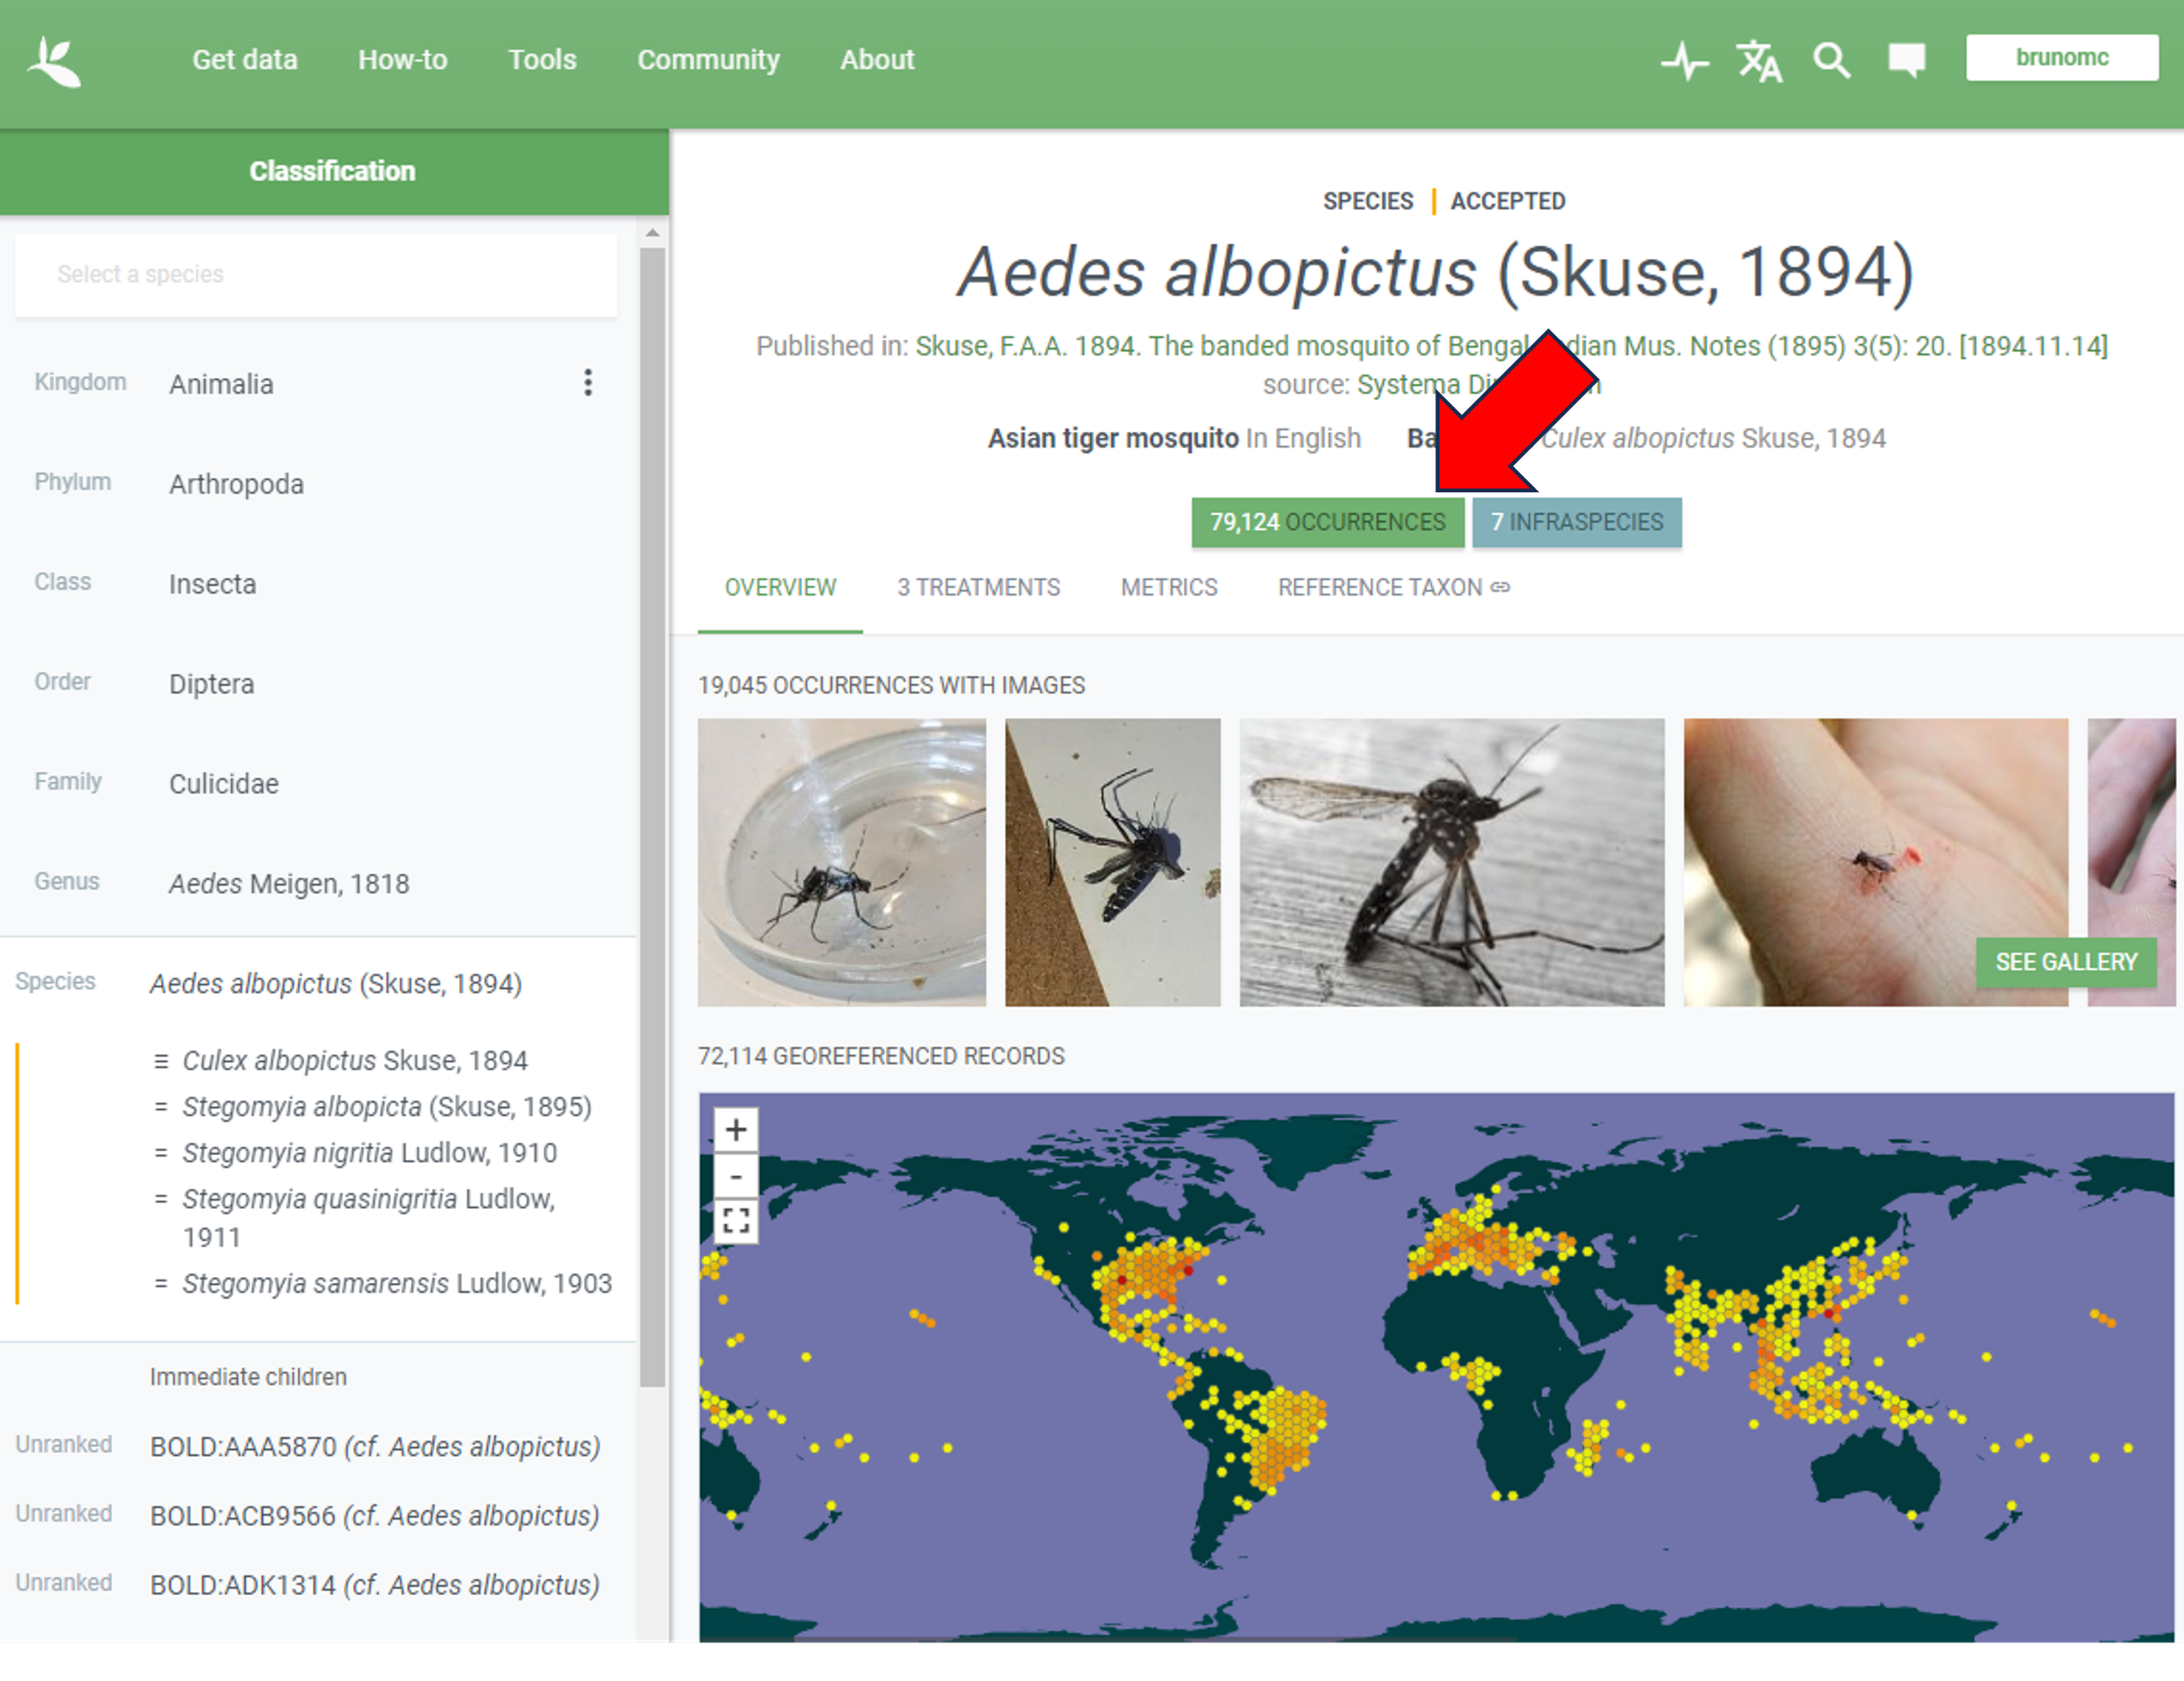 Get data
How-to
Tools
Community
About
brunomc
Classification
Select a species
Kingdom Animalia
Phylum Arthropoda
Class Insecta
Order Diptera
Family Culicidae
Genus Aedes Meigen, 1818
Species Aedes albopictus (Skuse, 1894)
≡ Culex albopictus Skuse, 1894
= Stegomyia albopicta (Skuse, 1895)
= Stegomyia nigritia Ludlow, 1910
= Stegomyia quasinigritia Ludlow,
1911
= Stegomyia samarensis Ludlow, 1903
Immediate children
Unranked BOLD:AAA5870 (cf. Aedes albopictus)
Unranked BOLD:ACB9566 (cf. Aedes albopictus)
Unranked BOLD:ADK1314 (cf. Aedes albopictus)
SPECIES | ACCEPTED
Aedes albopictus (Skuse, 1894)
Published in: Skuse, F.A.A. 1894. The banded mosquito of Bengal Mus. Notes (1895) 3(5): 20. [1894.11.14]
source: Systema
Asian tiger mosquito In English Culex albopictus Skuse, 1894
79,124 OCCURRENCES
7 INFRASPECIES
OVERVIEW
3 TREATMENTS
METRICS
REFERENCE TAXON
19,045 OCCURRENCES WITH IMAGES
SEE GALLERY
72,114 GEOREFERENCED RECORDS
+
-